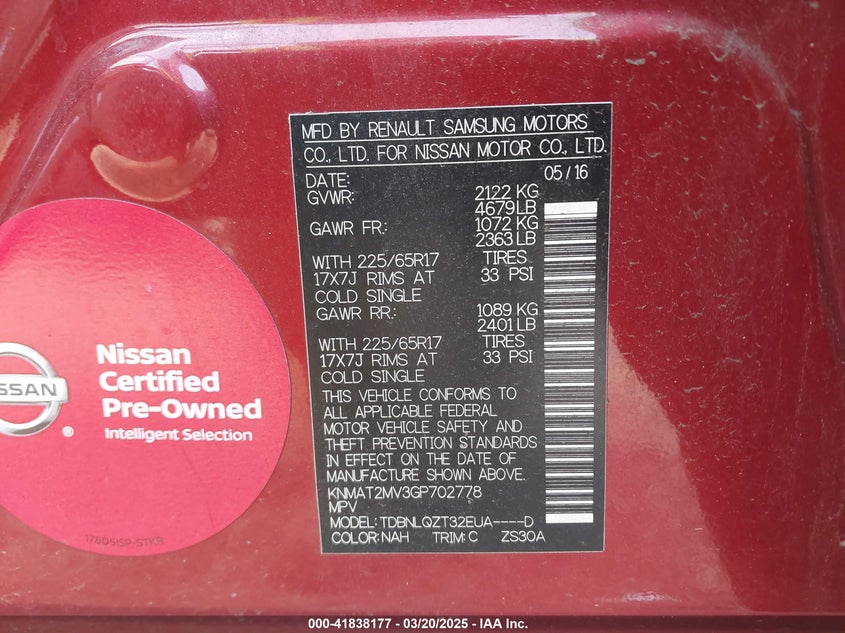 MFD BY RENAULT SAMSUNG MOTORS
CO., LTD. FOR NISSAN MOTOR CO., LTD.
DATE: 05 / 16
GVWR: 2122 KG
4679 LB
GAWR FR: 1072 KG
2363 LB
WITH 225/65R17 TIRES
17X7J RIMS AT 33 PSI
COLD SINGLE
GAWR RR: 1089 KG
2401 LB
WITH 225/65R17 TIRES
17X7J RIMS AT 33 PSI
COLD SINGLE
THIS VEHICLE CONFORMS TO
ALL APPLICABLE FEDERAL
MOTOR VEHICLE SAFETY AND
THEFT PREVENTION STANDARDS
IN EFFECT ON THE DATE OF
MANUFACTURE SHOWN ABOVE.
KNMAT2MV3GP702778
MPV
MODEL: TDBNLQZT32EUA----D
COLOR: NAH TRIM: C ZS30A
NISSAN ®
Nissan
Certified
Pre-Owned
Intelligent Selection
000-41838177 — 03/20/2025 — IAA Inc.